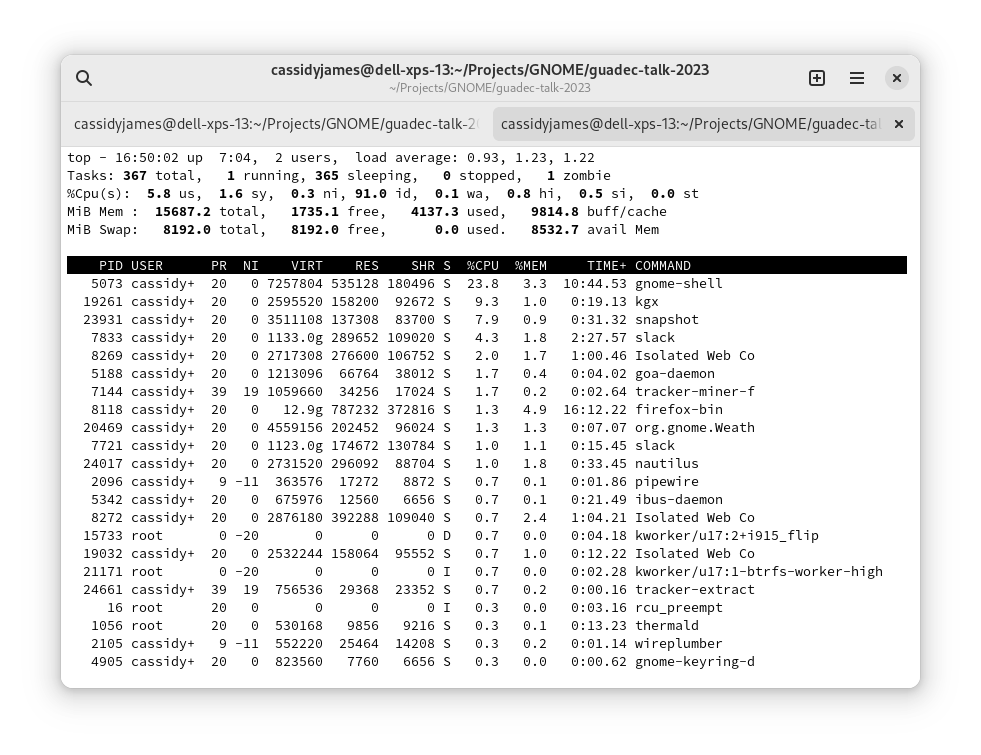 cassidyjames@dell-xps-13:~/Projects/GNOME/guadec-talk-2023
~/Projects/GNOME/guadec-talk-2023
cassidyjames@dell-xps-13:~/Projects/GNOME/guadec-talk-2 cassidyjames@dell-xps-13:~/Projects/GNOME/guadec-tal
top - 16:50:02 up  7:04,  2 users,  load average: 0.93, 1.23, 1.22
Tasks: 367 total,   1 running, 365 sleeping,   0 stopped,   1 zombie
%Cpu(s):  5.8 us,  1.6 sy,  0.3 ni, 91.0 id,  0.1 wa,  0.8 hi,  0.5 si,  0.0 st
MiB Mem :  15687.2 total,   1735.1 free,   4137.3 used,   9814.8 buff/cache
MiB Swap:   8192.0 total,   8192.0 free,      0.0 used.   8532.7 avail Mem
    PID USER      PR  NI    VIRT    RES    SHR S  %CPU  %MEM     TIME+ COMMAND
   5073 cassidy+  20   0 7257804 535128 180496 S  23.8   3.3  10:44.53 gnome-shell
  19261 cassidy+  20   0 2595520 158200  92672 S   9.3   1.0   0:19.13 kgx
  23931 cassidy+  20   0 3511108 137308  83700 S   7.9   0.9   0:31.32 snapshot
   7833 cassidy+  20   0 1133.0g 289652 109020 S   4.3   1.8   2:27.57 slack
   8269 cassidy+  20   0 2717308 276600 106752 S   2.0   1.7   1:00.46 Isolated Web Co
   5188 cassidy+  20   0 1213096  66764  38012 S   1.7   0.4   0:04.02 goa-daemon
   7144 cassidy+  39  19 1059660  34256  17024 S   1.7   0.2   0:02.64 tracker-miner-f
   8118 cassidy+  20   0   12.9g 787232 372816 S   1.3   4.9  16:12.22 firefox-bin
  20469 cassidy+  20   0 4559156 202452  96024 S   1.3   1.3   0:07.07 org.gnome.Weath
   7721 cassidy+  20   0 1123.0g 174672 130784 S   1.0   1.1   0:15.45 slack
  24017 cassidy+  20   0 2731520 296092  88704 S   1.0   1.8   0:33.45 nautilus
   2096 cassidy+   9 -11  363576  17272   8872 S   0.7   0.1   0:01.86 pipewire
   5342 cassidy+  20   0  675976  12560   6656 S   0.7   0.1   0:21.49 ibus-daemon
   8272 cassidy+  20   0 2876180 392288 109040 S   0.7   2.4   1:04.21 Isolated Web Co
  15733 root       0 -20       0      0      0 D   0.7   0.0   0:04.18 kworker/u17:2+i915_flip
  19032 cassidy+  20   0 2532244 158064  95552 S   0.7   1.0   0:12.22 Isolated Web Co
  21171 root       0 -20       0      0      0 I   0.7   0.0   0:02.28 kworker/u17:1-btrfs-worker-high
  24661 cassidy+  39  19  756536  29368  23352 S   0.7   0.2   0:00.16 tracker-extract
     16 root      20   0       0      0      0 I   0.3   0.0   0:03.16 rcu_preempt
   1056 root      20   0  530168   9856   9216 S   0.3   0.1   0:13.23 thermald
   2105 cassidy+   9 -11  552220  25464  14208 S   0.3   0.2   0:01.14 wireplumber
   4905 cassidy+  20   0  823560   7760   6656 S   0.3   0.0   0:00.62 gnome-keyring-d